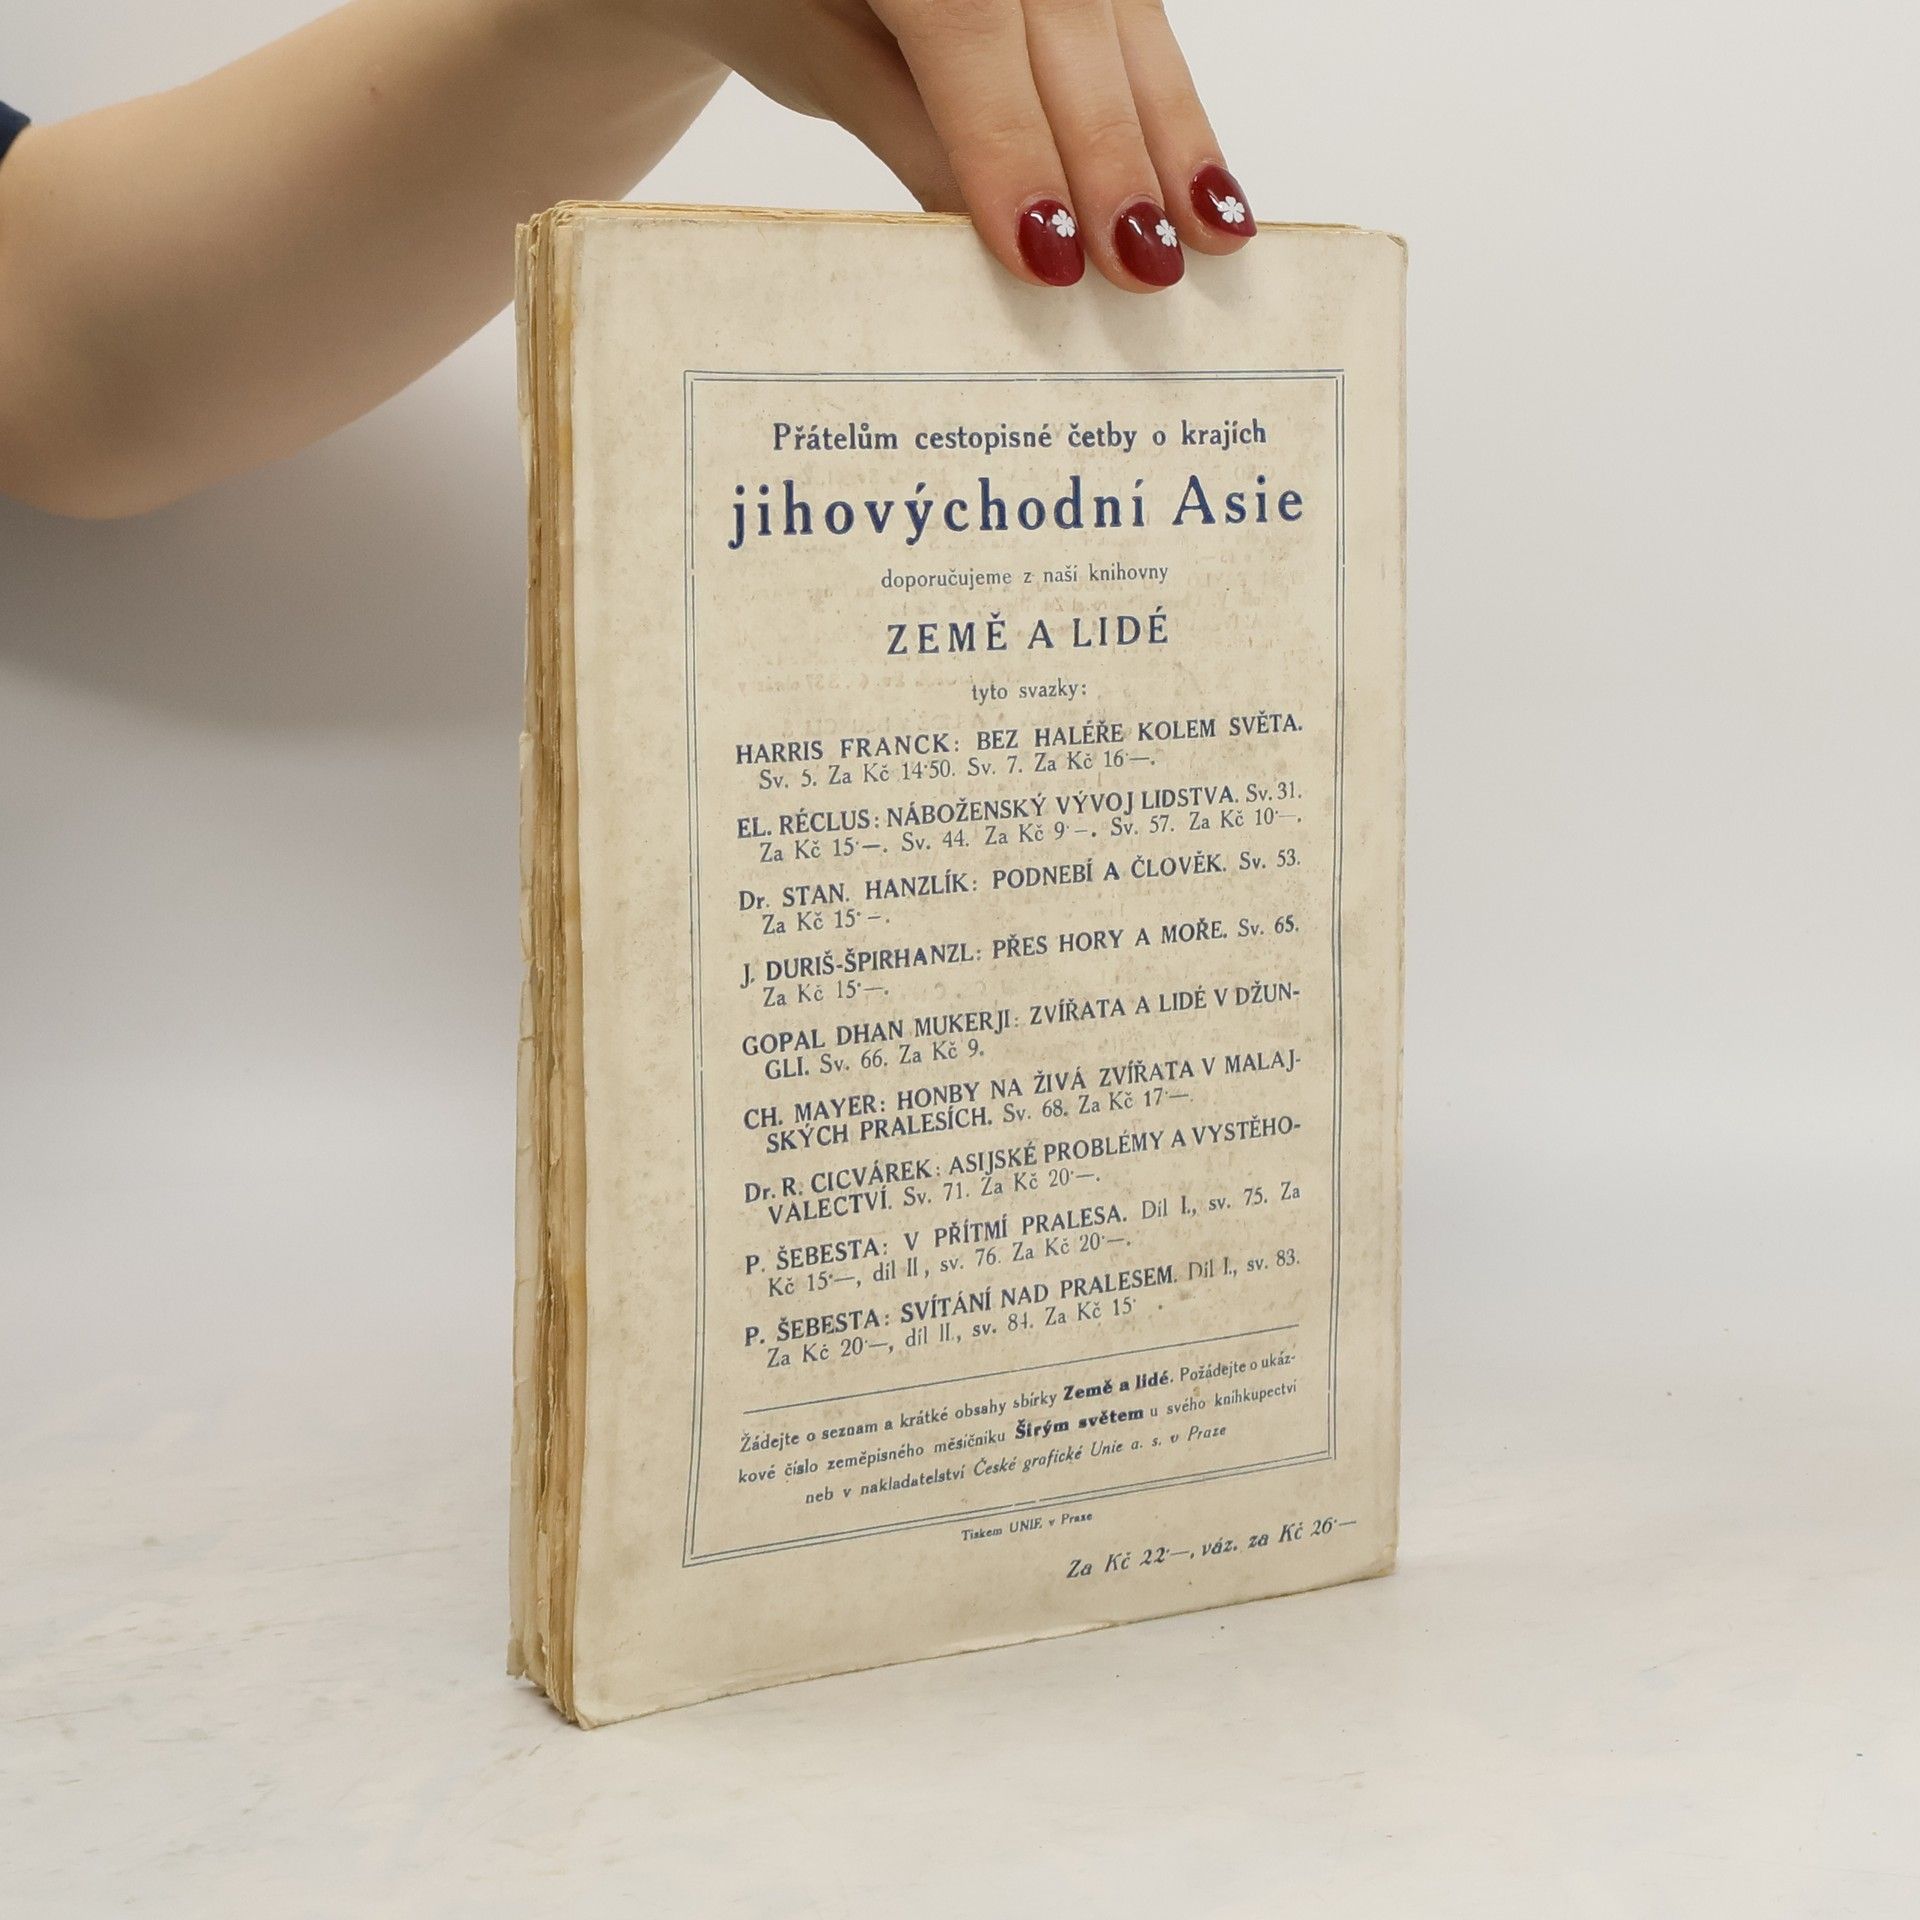 Přátelům cestopisné četby o krajích
jihovýchodní Asie
doporučujeme z naší knihovny
ZEMĚ A LIDÉ
tyto svazky:
HARRIS FRANCK: BEZ HALÉŘE KOLEM SVĚTA.
Sv. 5. Za Kč 14·50. Sv. 7. Za Kč 16·—.
EL. RÉCLUS: NÁBOŽENSKÝ VÝVOJ LIDSTVA. Sv. 31.
Za Kč 15·—. Sv. 44. Za Kč 9·—. Sv. 57. Za Kč 10·—.
Dr. STAN. HANZLÍK: PODNEBÍ A ČLOVĚK. Sv. 53.
Za Kč 15·—.
J. DURIŠ-ŠPIRHANZL: PŘES HORY A MOŘE. Sv. 65.
Za Kč 15·—.
GOPAL DHAN MUKERJI: ZVÍŘATA A LIDÉ V DŽUN-
GLI. Sv. 66. Za Kč 9.
CH. MAYER: HONBY NA ŽIVÁ ZVÍŘATA V MALAJ-
SKÝCH PRALESÍCH. Sv. 68. Za Kč 17·—.
Dr. R. CICVÁREK: ASIJSKÉ PROBLÉMY A VYSTĚHO-
VALECTVÍ. Sv. 71. Za Kč 20·—.
P. ŠEBESTA: V PŘÍTMÍ PRALESA. Díl I., sv. 75. Za
Kč 15·—, díl II, sv. 76. Za Kč 20·—.
P. ŠEBESTA: SVÍTÁNÍ NAD PRALESEM. Díl I., sv. 83.
Za Kč 20·—, díl II., sv. 84. Za Kč 15· .
Žádejte o seznam a krátké obsahy sbírky Země a lidé. Požádejte o ukáz-
kové číslo zeměpisného měsíčníku Širým světem u svého knihkupectví
neb v nakladatelství České grafické Unie a. s. v Praze
Tiskem UNIE v Praze
Za Kč 22·—, váz. za Kč 26·—